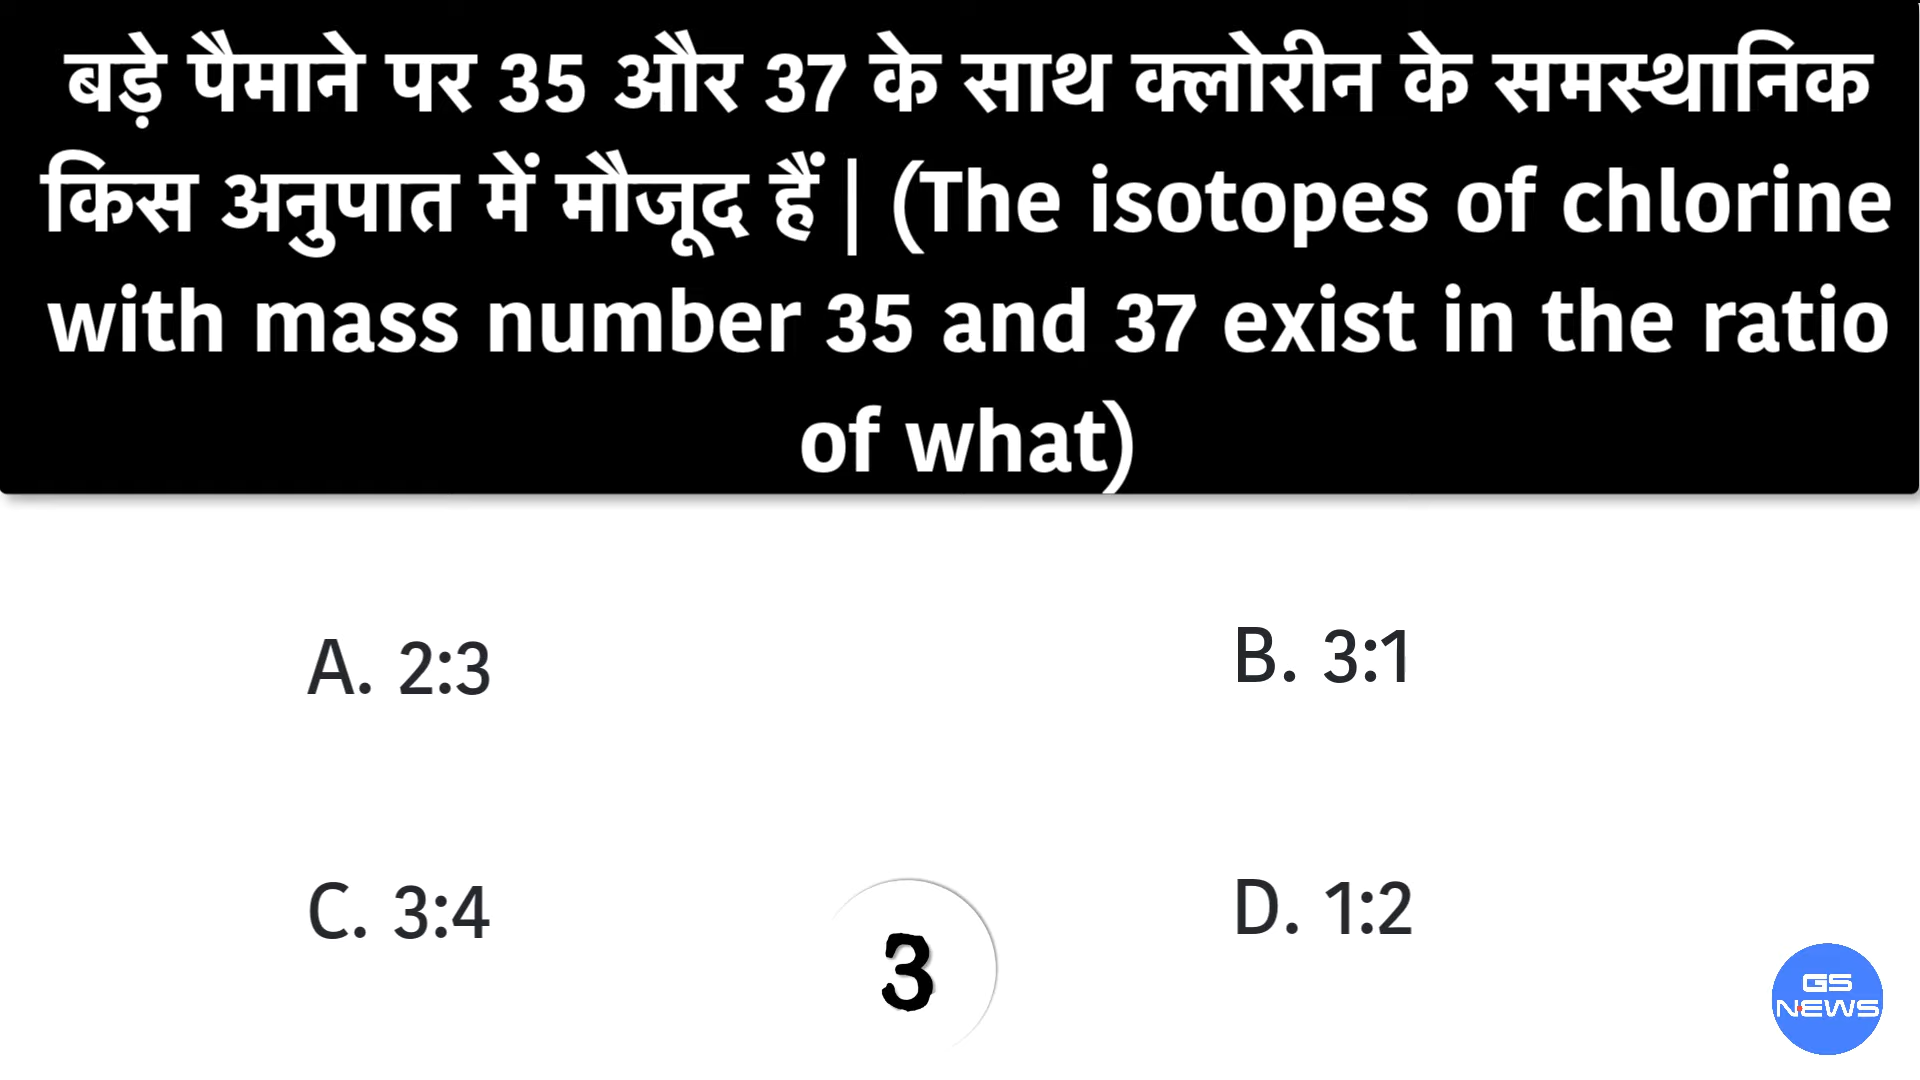 बड़े पैमाने पर 35 और 37 के साथ क्लोरीन के समस्थानिक
किस अनुपात में मौजूद हैं | (The isotopes of chlorine
with mass number 35 and 37 exist in the ratio
of what)
A. 2:3
B. 3:1
C. 3:4
D. 1:2
3
GS
NEWS